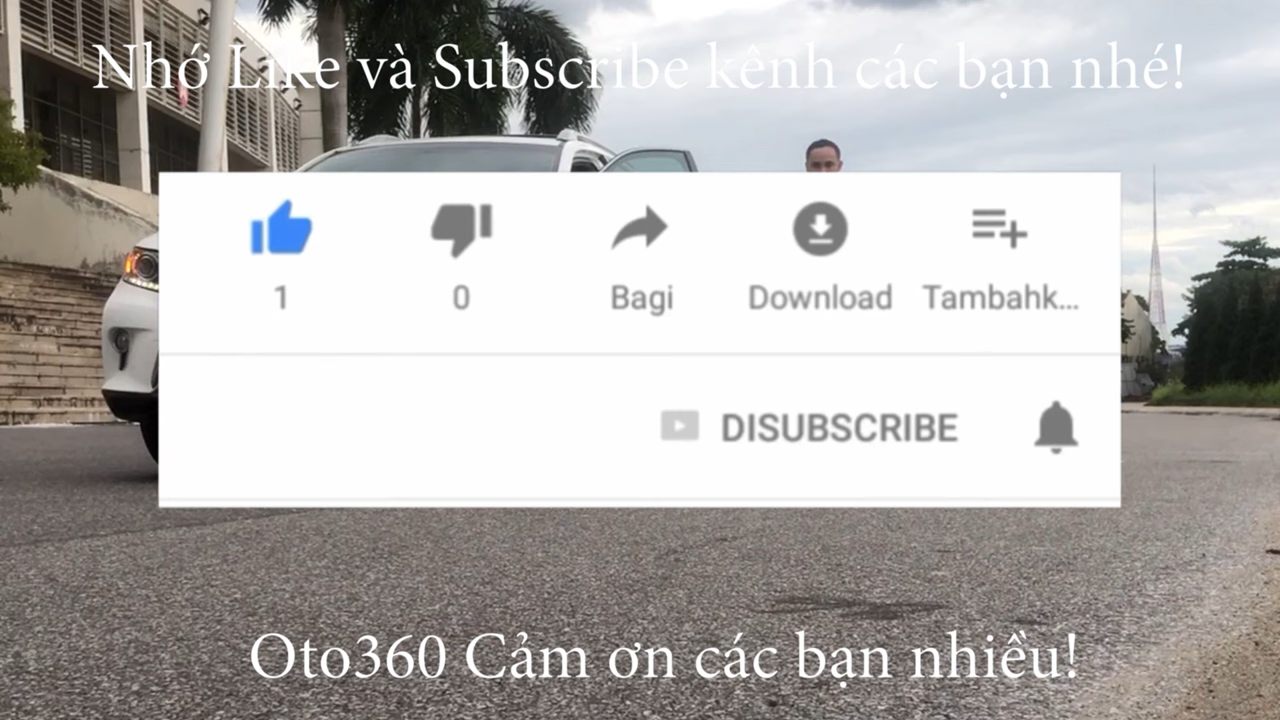 Nhớ Like và Subscribe kênh các bạn nhé!
1 0 Bagi Download Tambahk...
DISUBSCRIBE
Oto360 Cảm ơn các bạn nhiều!